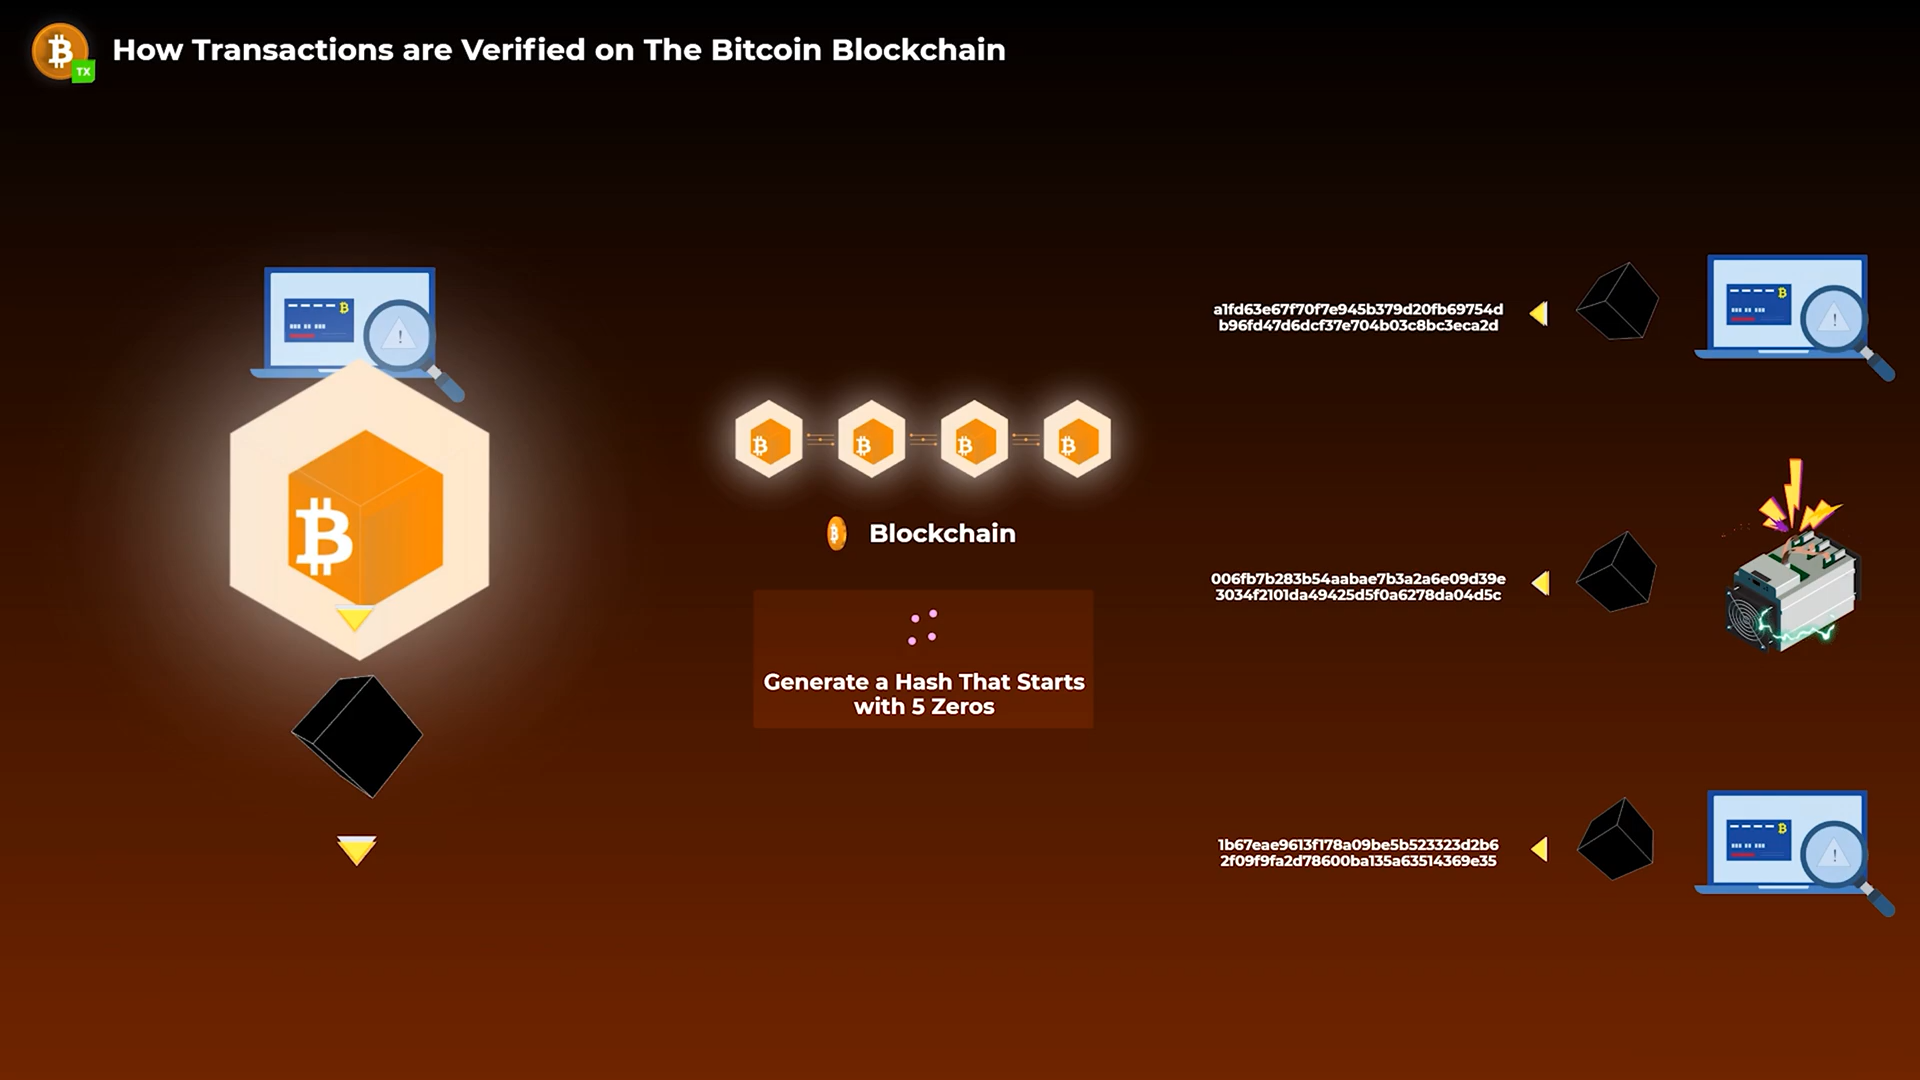 TX
How Transactions are Verified on The Bitcoin Blockchain
a1fd63e67f70f7e945b379d20fb69754d
b96fd47d6dcf37e704b03c8bc3eca2d
Blockchain
006fb7b283b54aabae7b3a2a6e09d39e
3034f2101da49425d5f0a6278da04d5c
Generate a Hash That Starts
with 5 Zeros
1b67eae9613f178a09be5b523323d2b6
2f09f9fa2d78600ba135a63514369e35